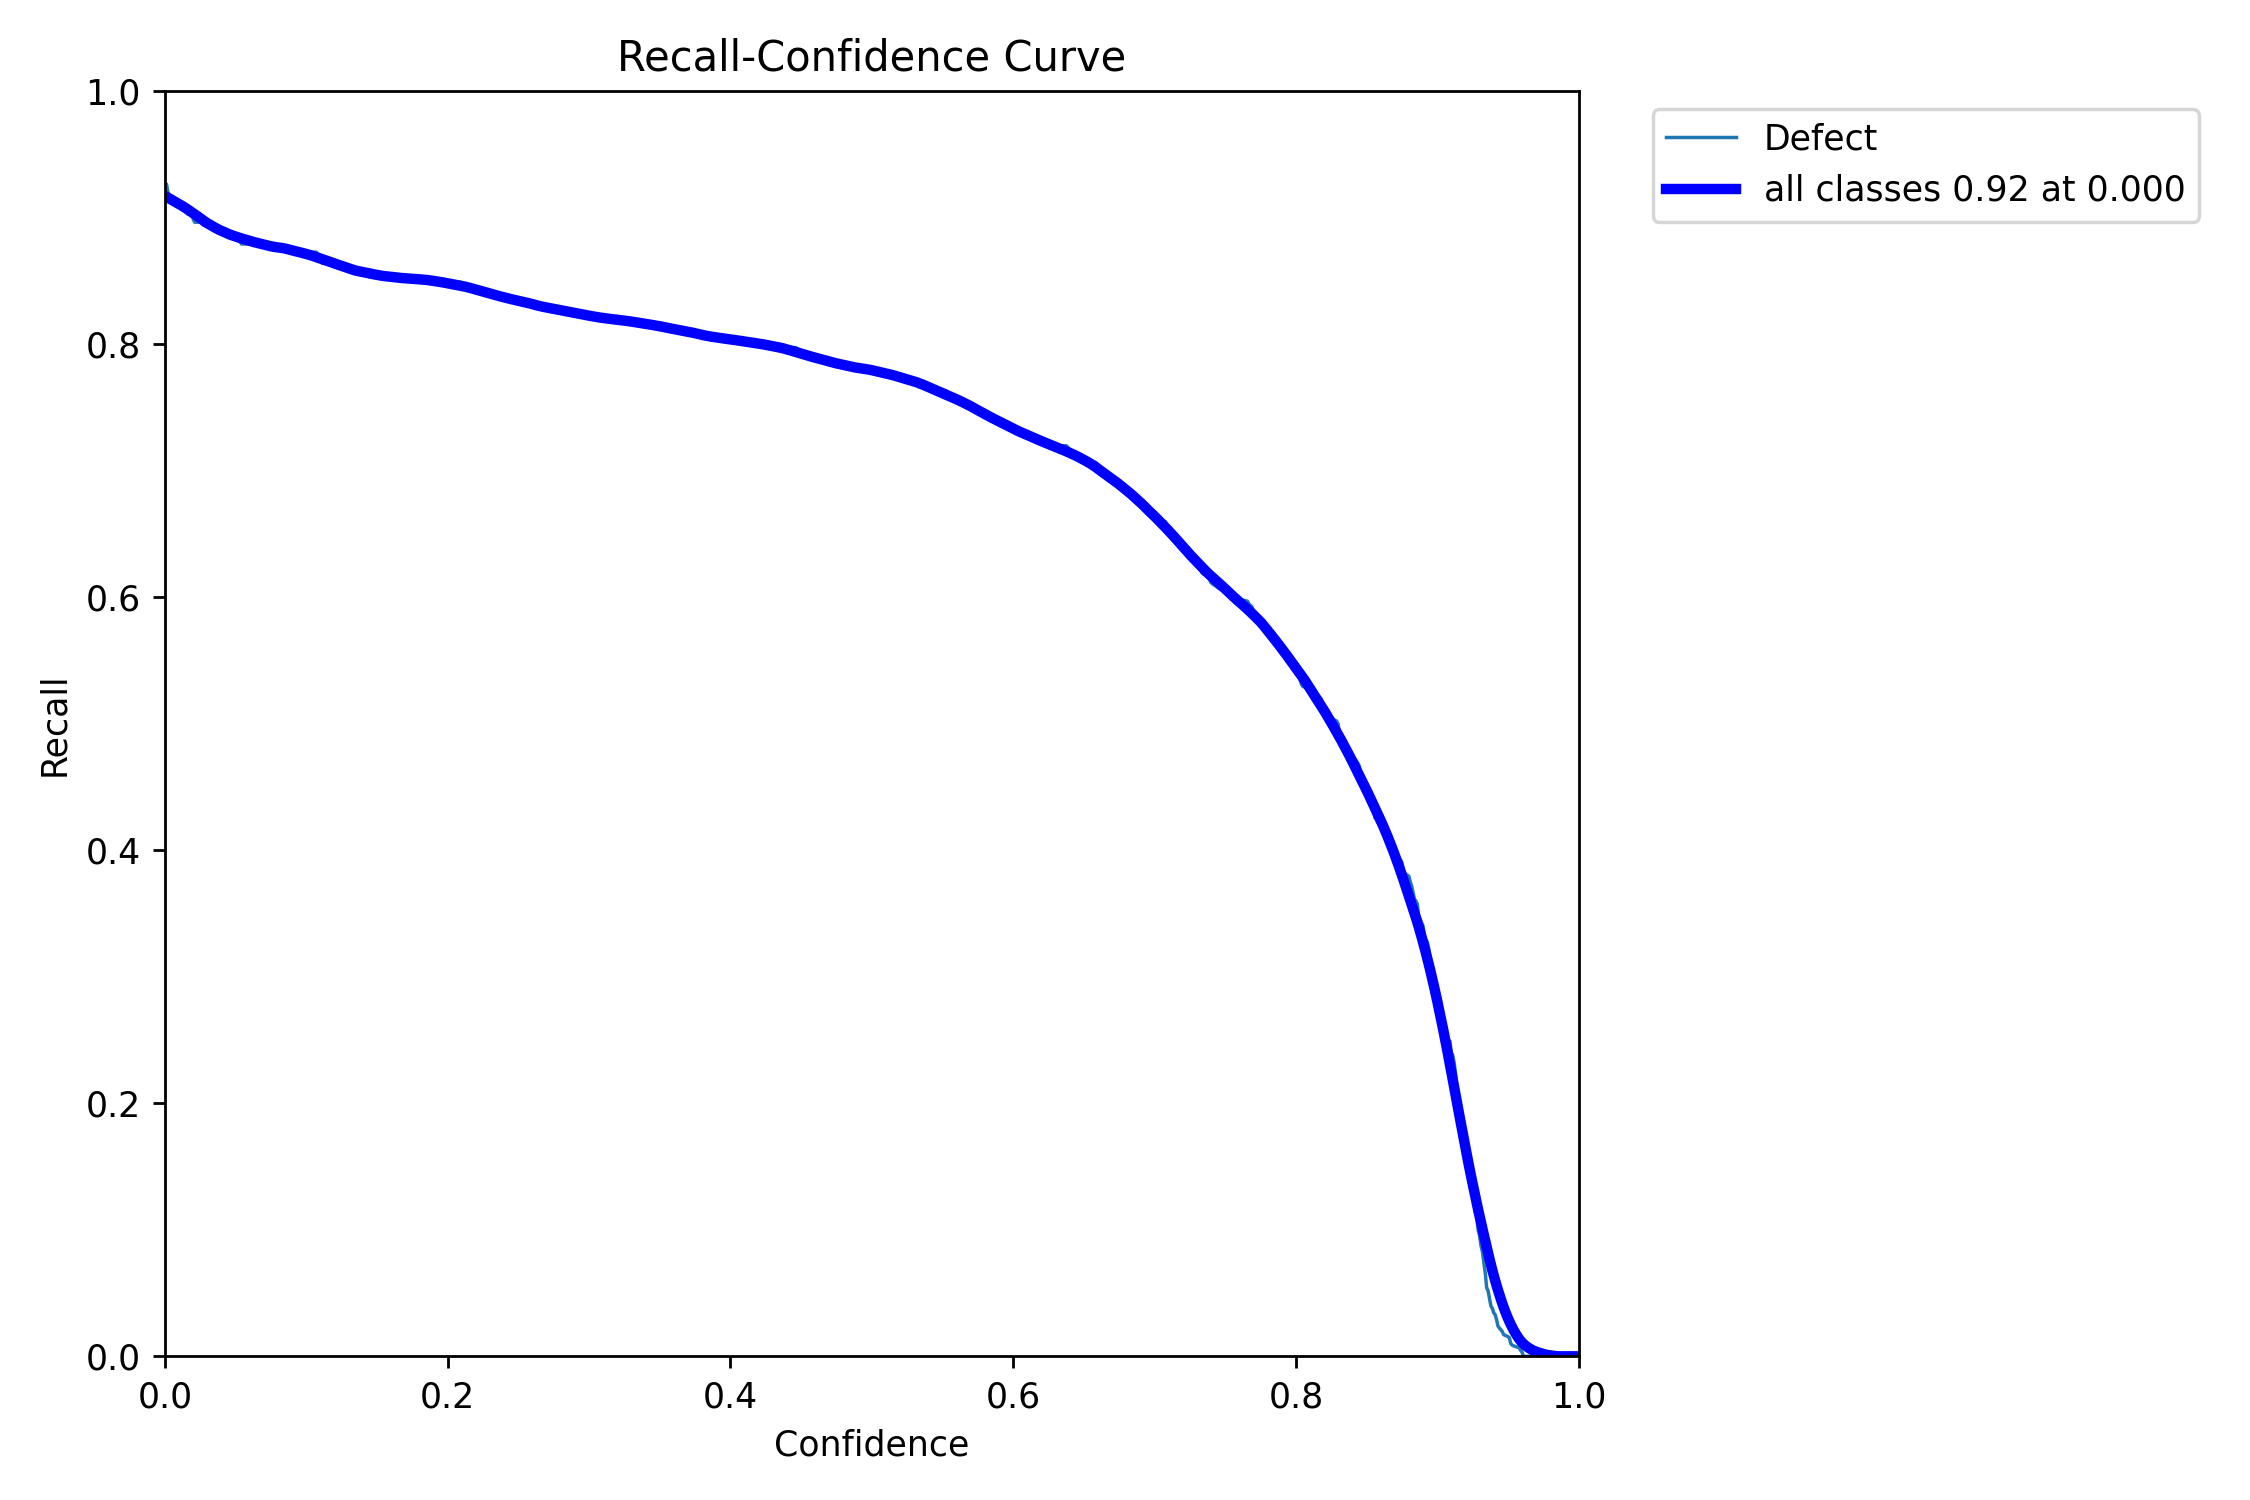 Recall-Confidence Curve
1.0
0.8
0.6
0.4
0.2
0.0
Recall
0.0 0.2 0.4 0.6 0.8 1.0
Confidence
Defect
all classes 0.92 at 0.000